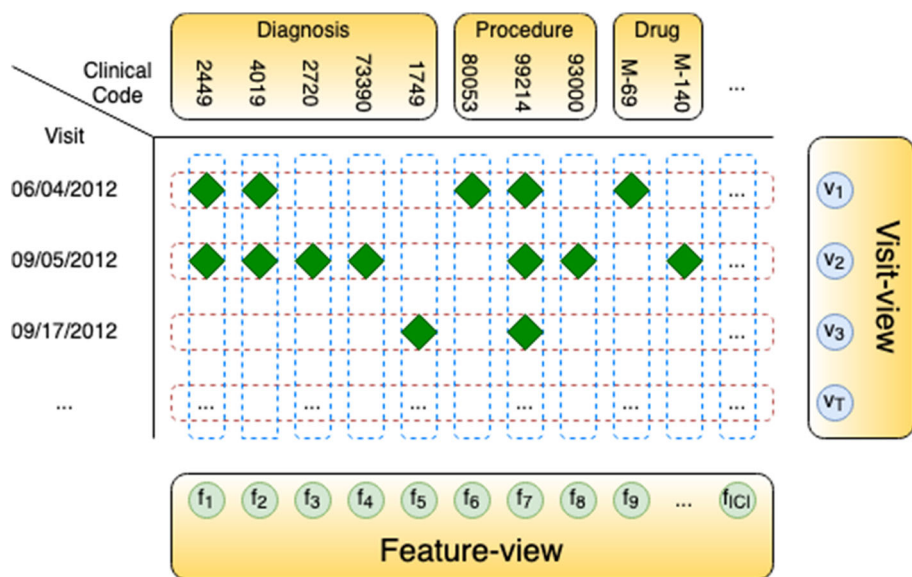 Diagnosis Procedure Drug
Clinical Code 2449 4019 2720 73390 1749 80053 99214 93000 M-69 M-140 ...
Visit
06/04/2012 ... v1
09/05/2012 ... v2
09/17/2012 ... v3
... ... ... ... ... ... ... vT
Visit-view
f1 f2 f3 f4 f5 f6 f7 f8 f9 ... fICI
Feature-view